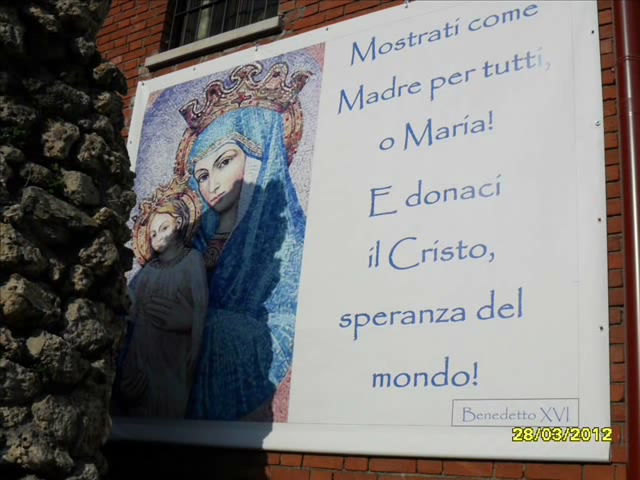 Mostrati come
Madre per tutti,
o Maria!
E donaci
il Cristo,
speranza del
mondo!
Benedetto XVI
28/03/2012